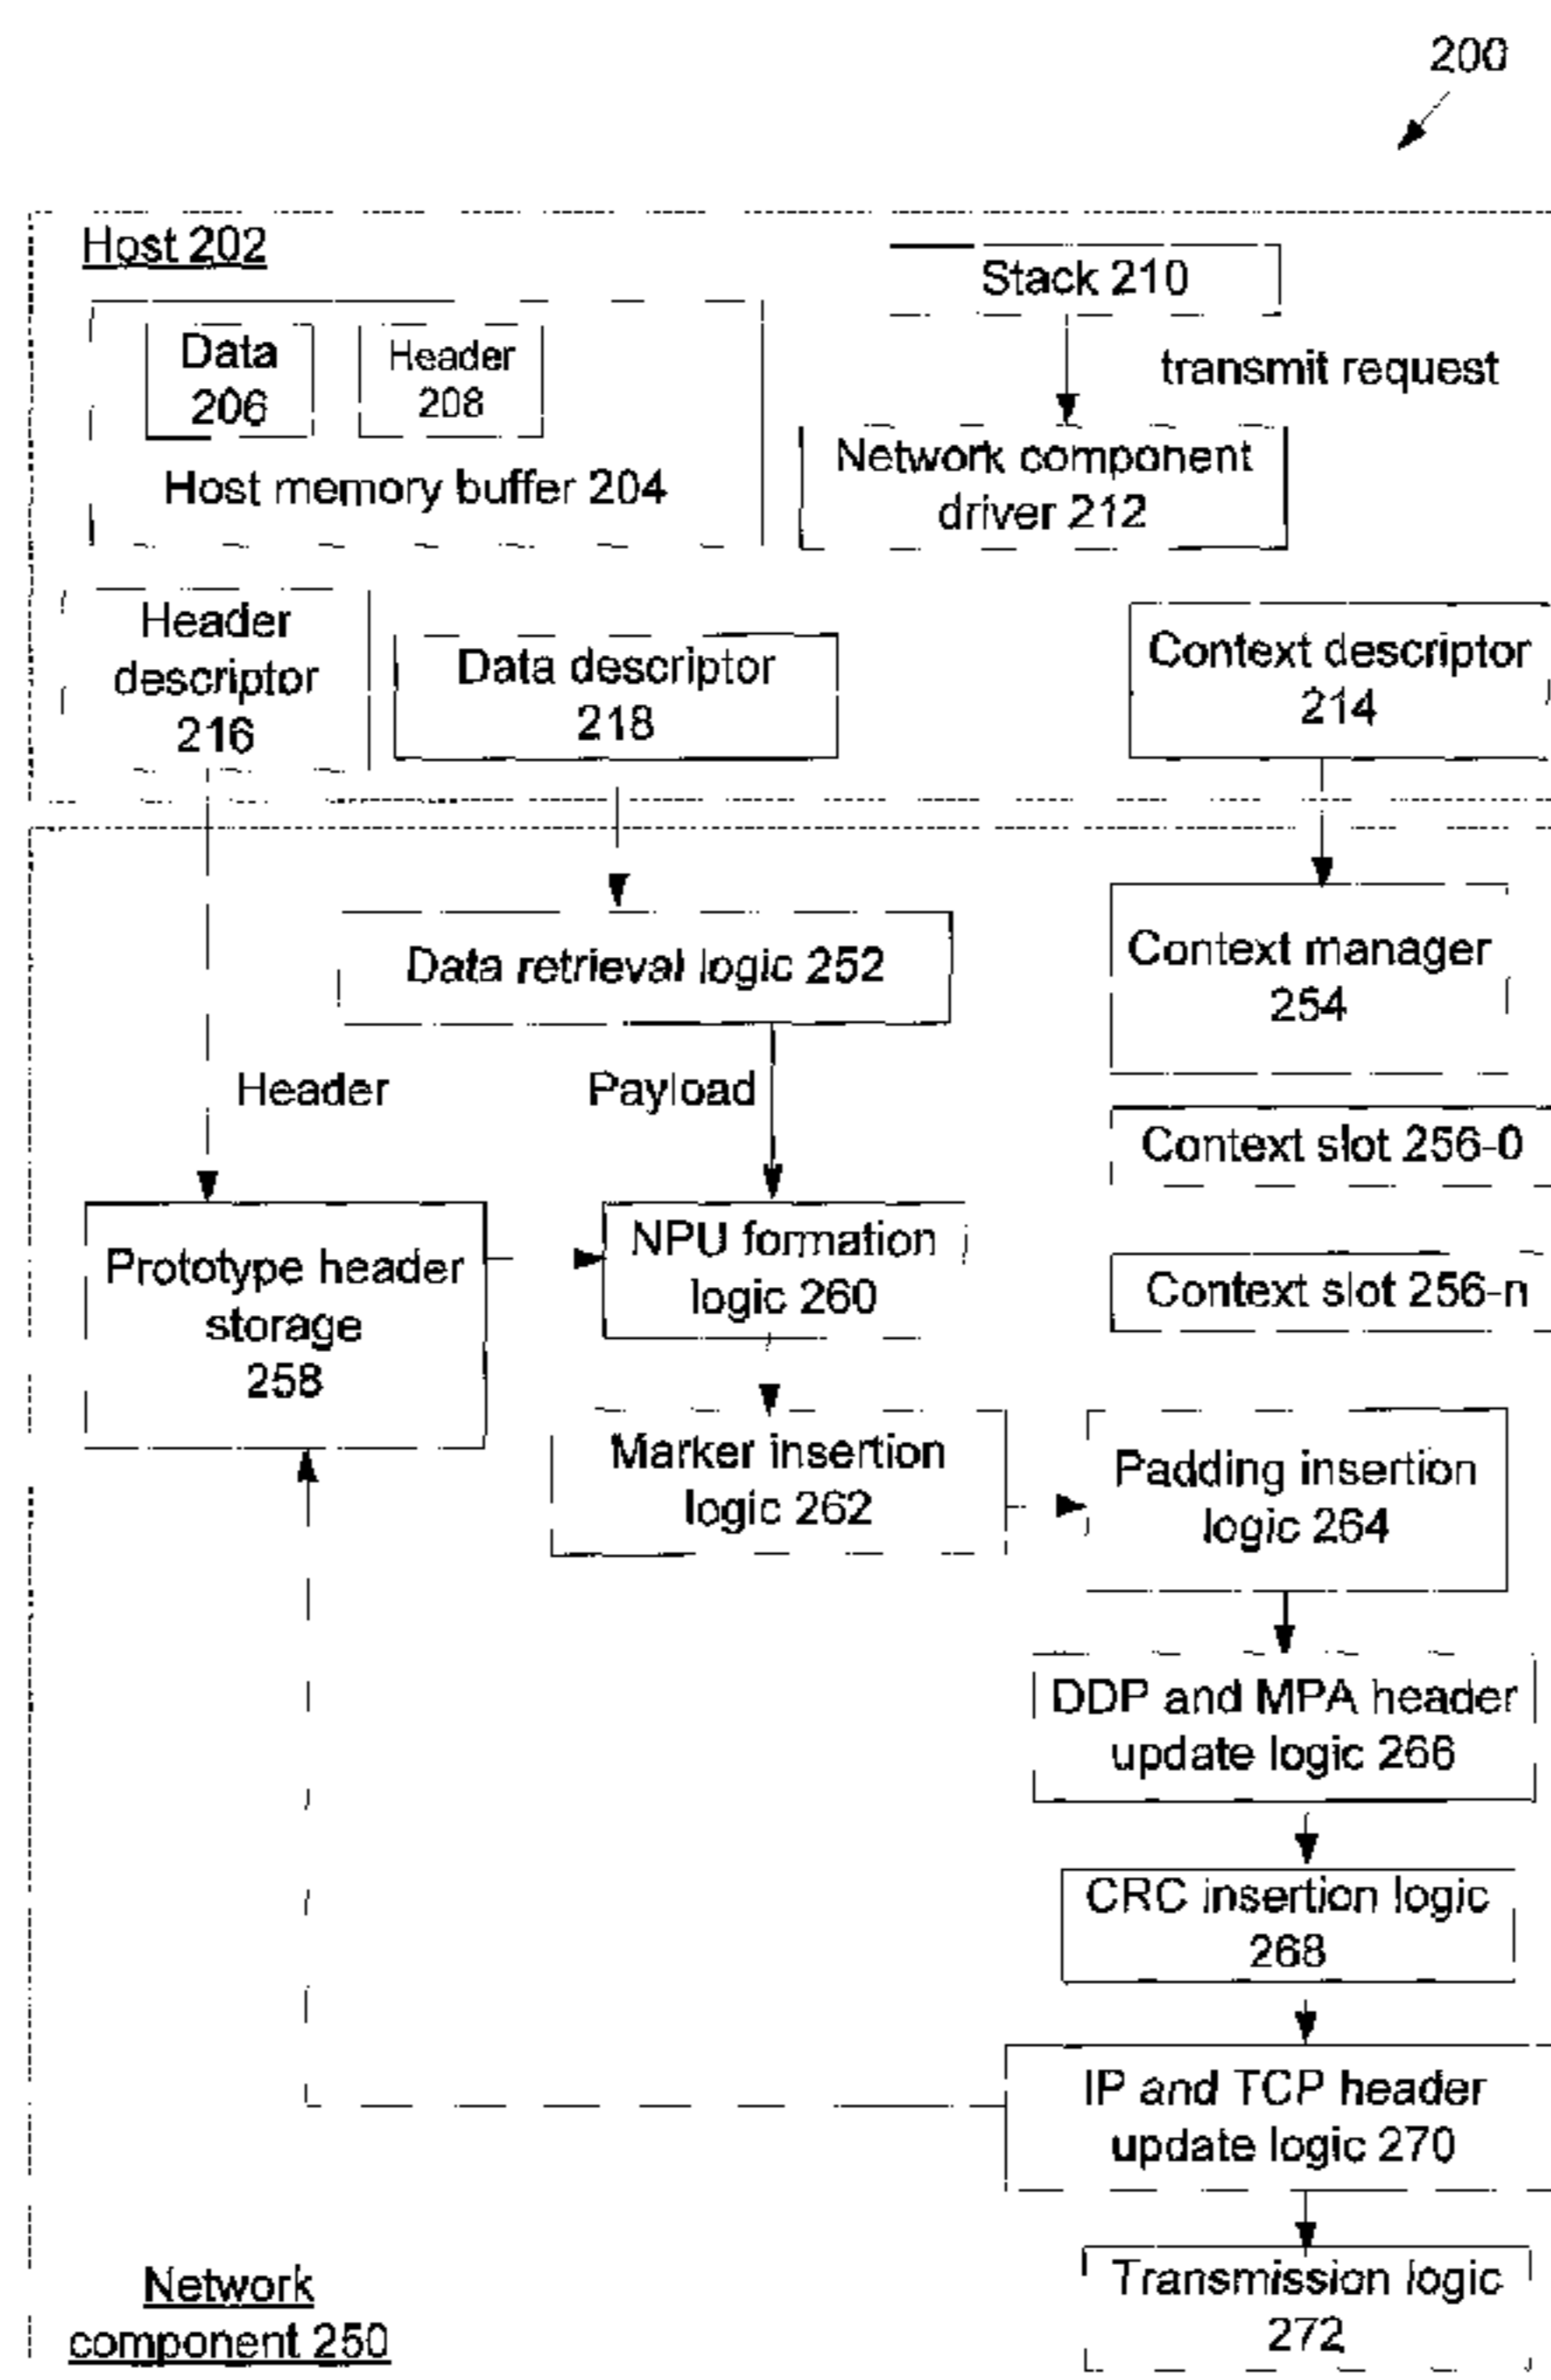 200
Host 202
Stack 210
Data
206
Header
208
transmit request
Host memory buffer 204
Network component
driver 212
Header
descriptor
216
Data descriptor
218
Context descriptor
214
Data retrieval logic 252
Context manager
254
Header
Payload
Context slot 256-0
Prototype header
storage
258
NPU formation
logic 260
Context slot 256-n
Marker insertion
logic 262
Padding insertion
logic 264
DDP and MPA header
update logic 266
CRC insertion logic
268
IP and TCP header
update logic 270
Transmission logic
272
Network
component 250